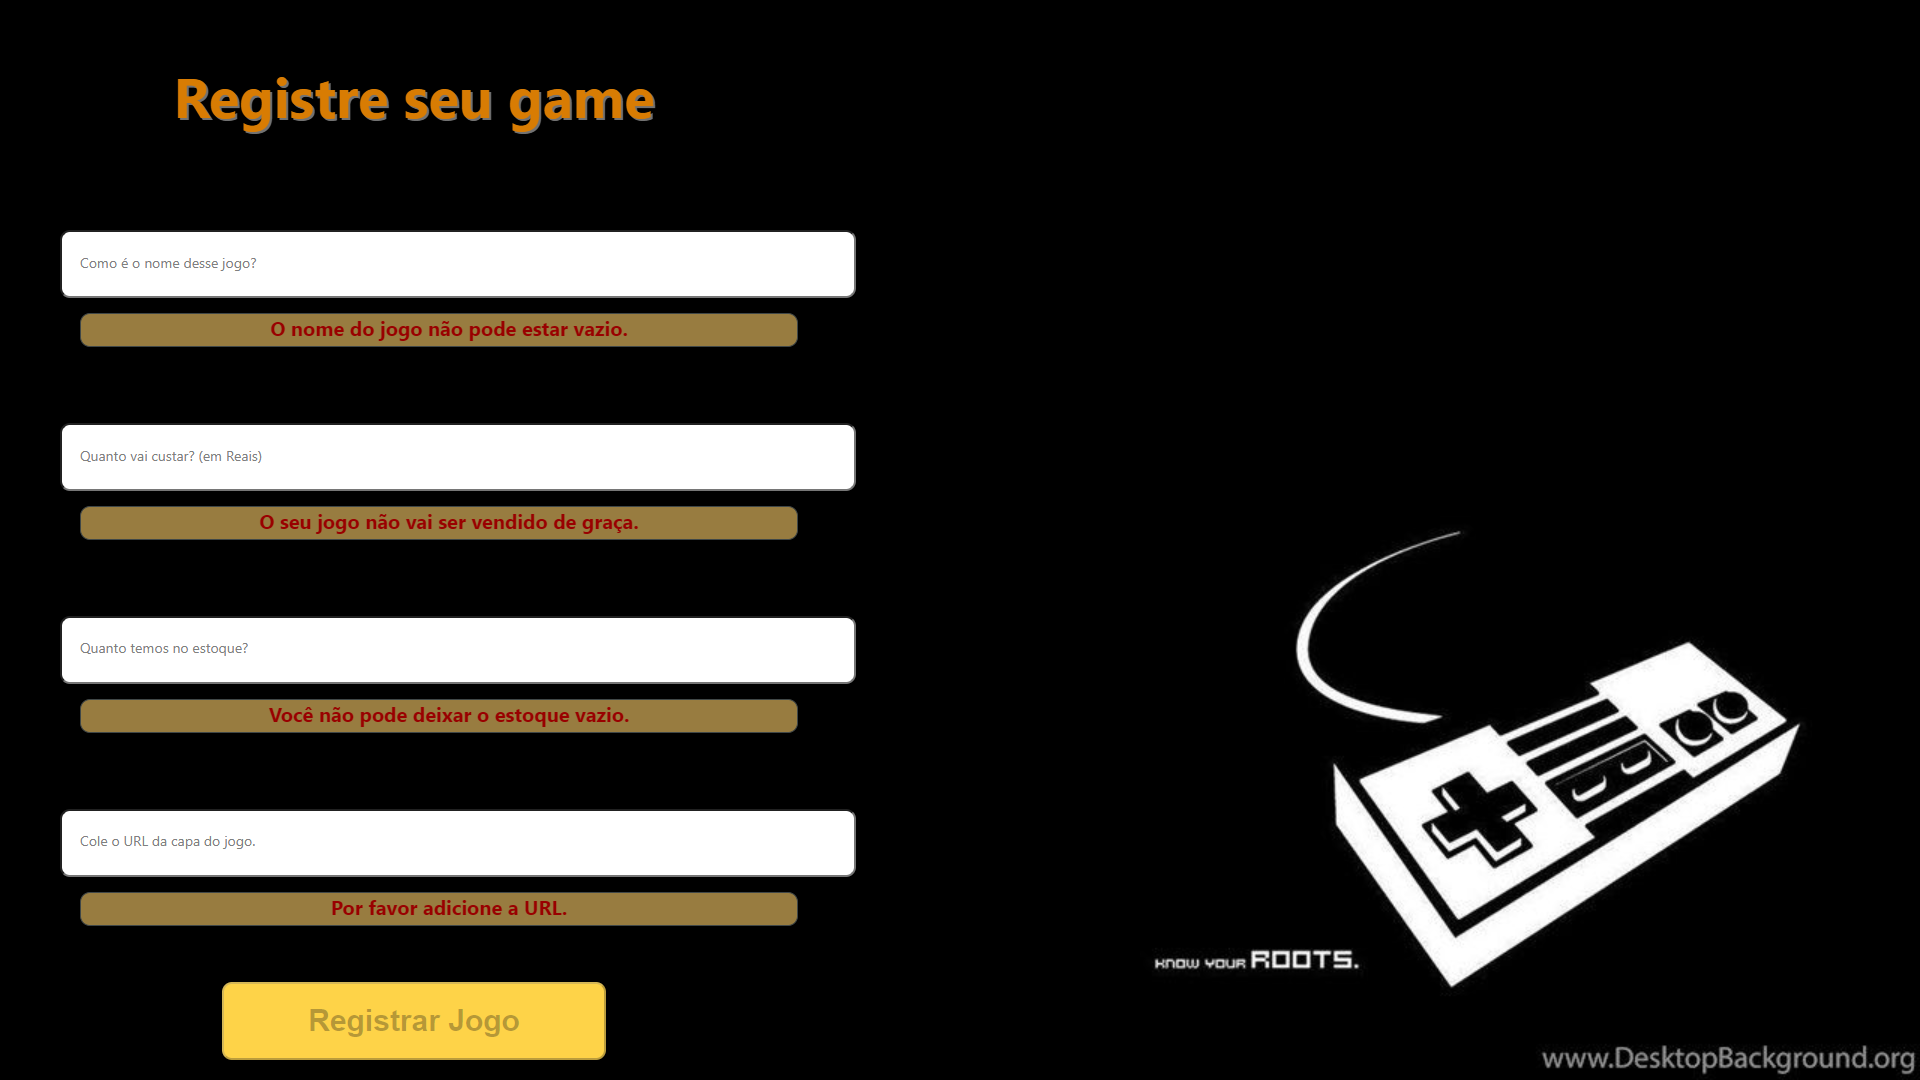 Registre seu game
Como é o nome desse jogo?
O nome do jogo não pode estar vazio.
Quanto vai custar? (em Reais)
O seu jogo não vai ser vendido de graça.
Quanto temos no estoque?
Você não pode deixar o estoque vazio.
Cole o URL da capa do jogo.
Por favor adicione a URL.
Registrar Jogo
KNOW YOUR ROOTS.
www.DesktopBackground.org